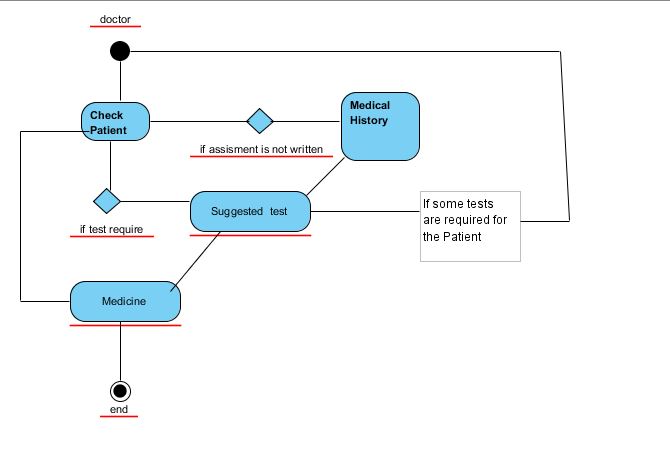 doctor
Check
Patient
Medical
History
if assisment is not written
Suggested test
If some tests
are required for
the Patient
if test require
Medicine
end